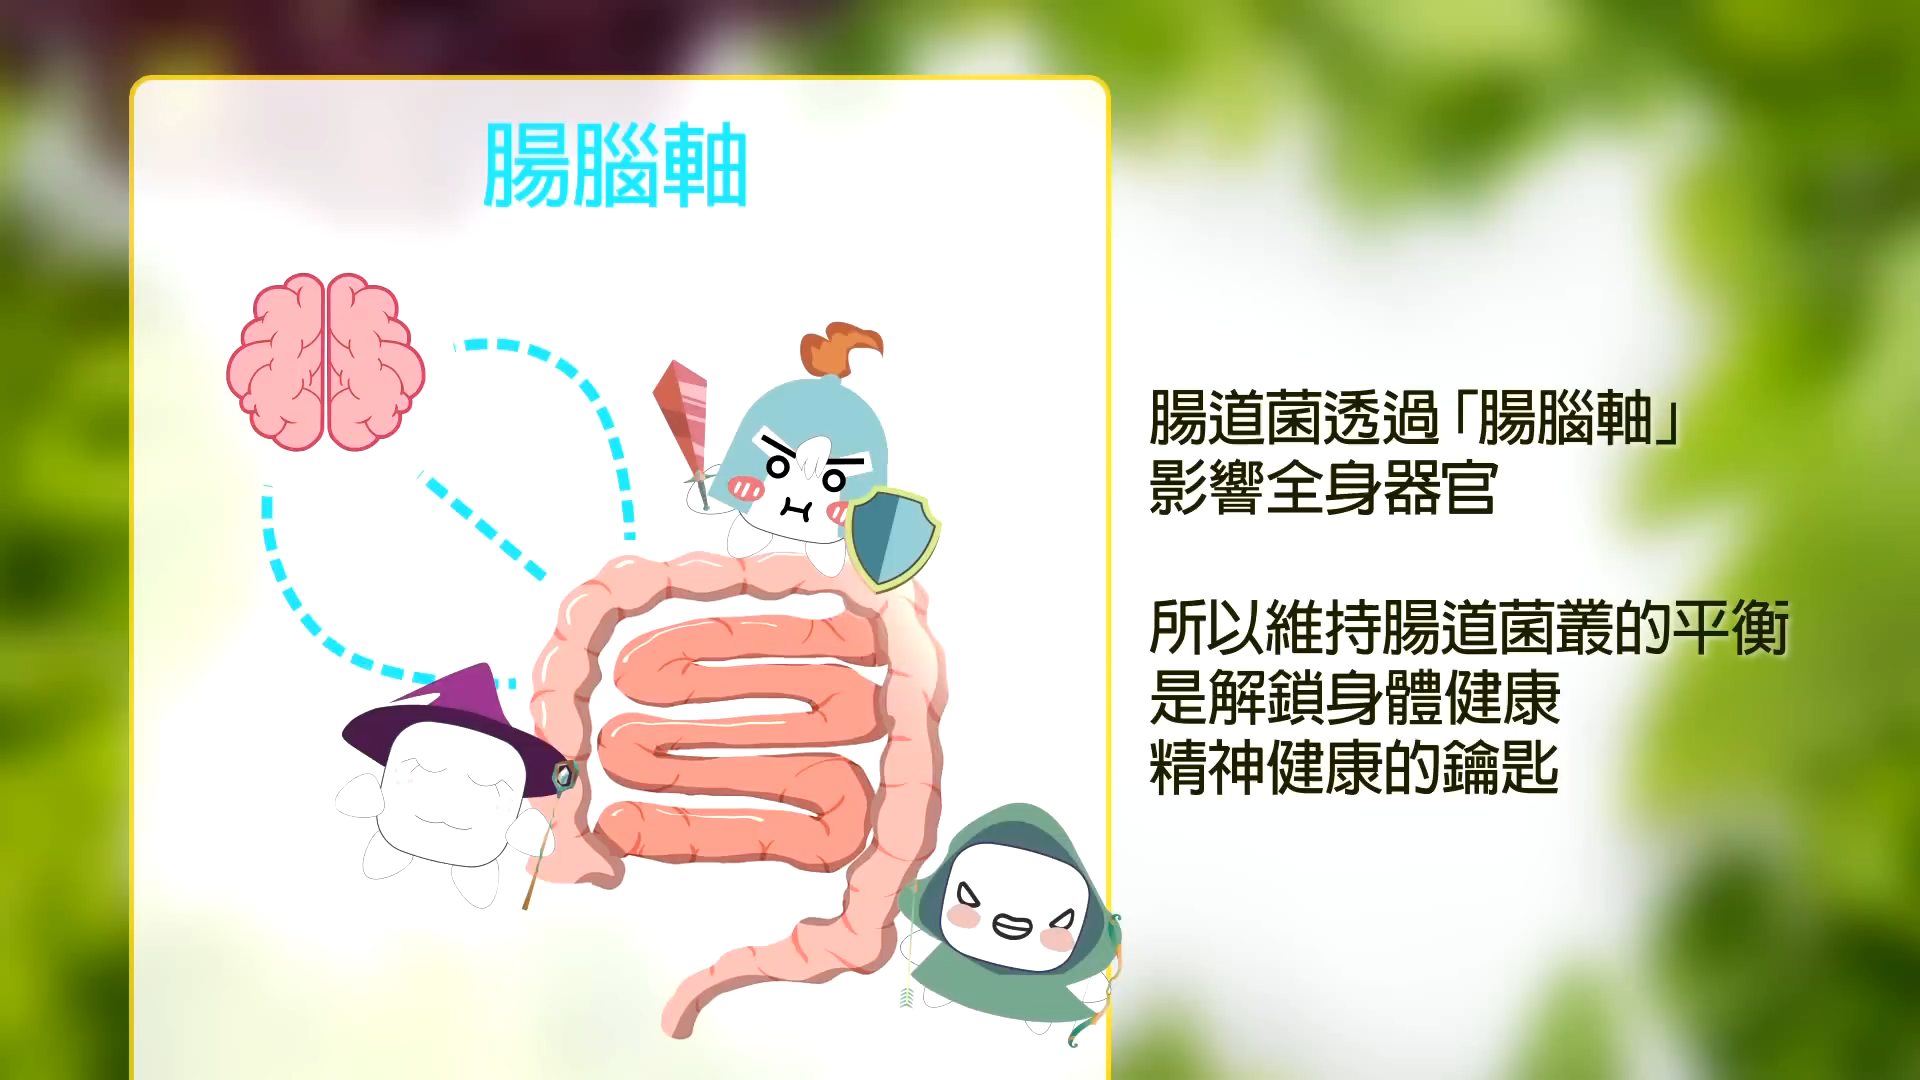 腸腦軸
腸道菌透過「腸腦軸」
影響全身器官
所以維持腸道菌叢的平衡
是解鎖身體健康
精神健康的鑰匙